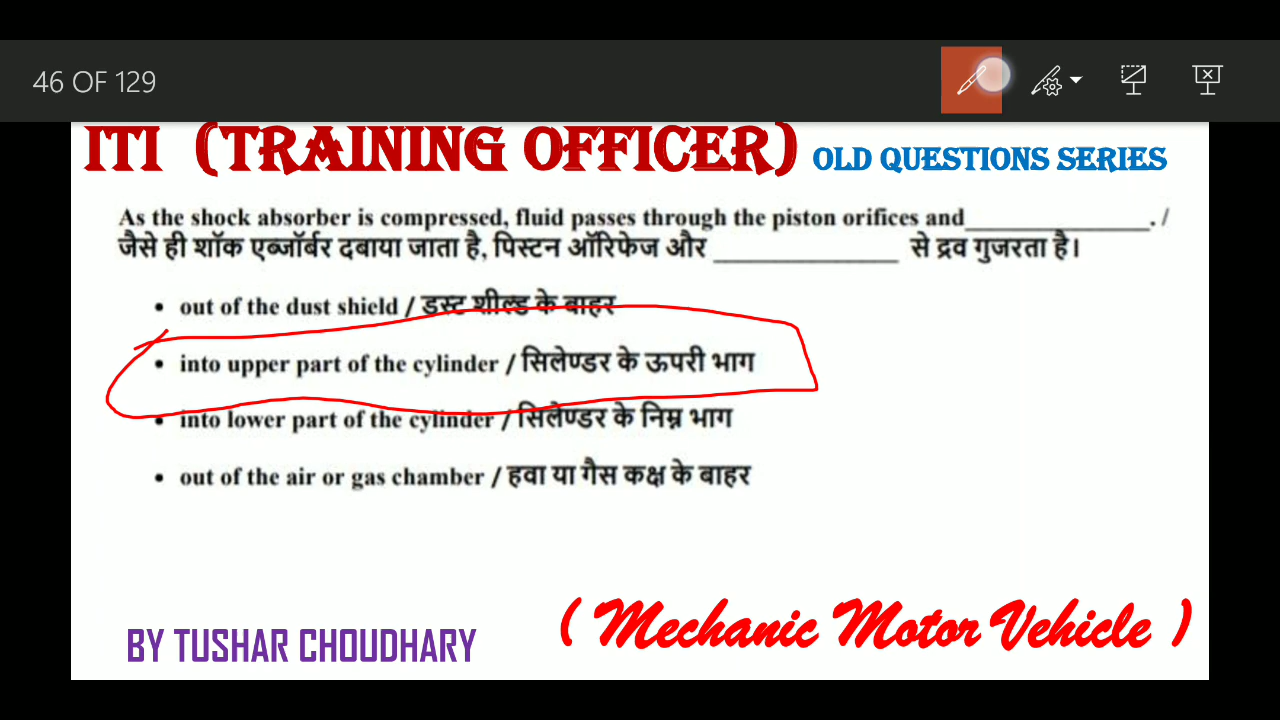 46 OF 129
ITI (TRAINING OFFICER) OLD QUESTIONS SERIES
As the shock absorber is compressed, fluid passes through the piston orifices and______________. /
जैसे ही शॉक एब्जॉर्बर दबाया जाता है, पिस्टन ऑरिफेज और ______________ से द्रव गुजरता है।
• out of the dust shield / डस्ट शील्ड के बाहर
• into upper part of the cylinder / सिलेण्डर के ऊपरी भाग
• into lower part of the cylinder / सिलेण्डर के निम्न भाग
• out of the air or gas chamber / हवा या गैस कक्ष के बाहर
BY TUSHAR CHOUDHARY
( Mechanic Motor Vehicle )